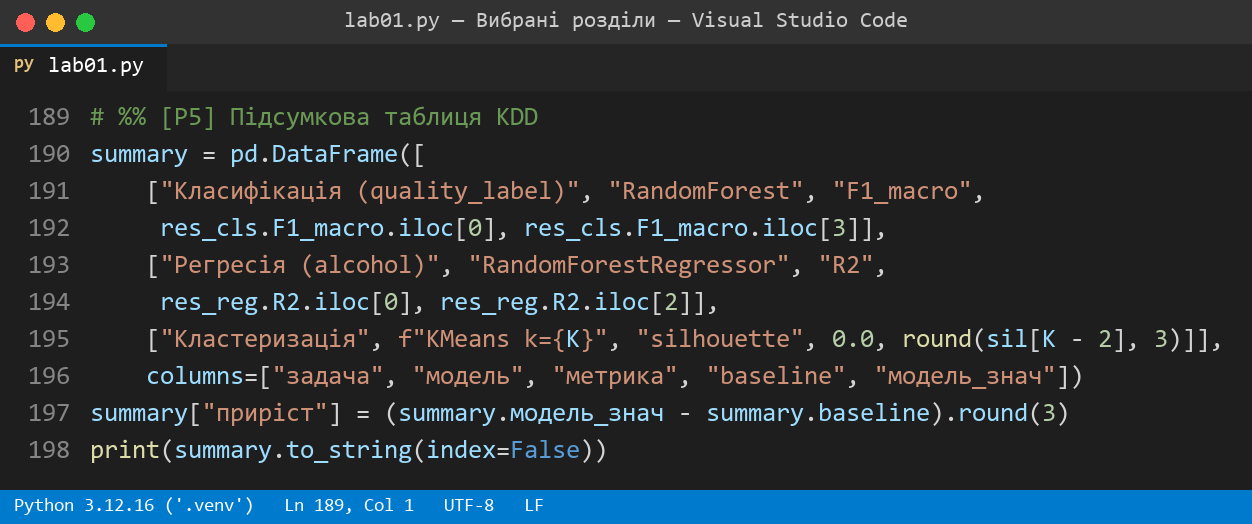 lab01.py — Вибрані розділи — Visual Studio Code
py lab01.py
189 # %% [P5] Підсумкова таблиця KDD
190 summary = pd.DataFrame([
191     ["Класифікація (quality_label)", "RandomForest", "F1_macro",
192      res_cls.F1_macro.iloc[0], res_cls.F1_macro.iloc[3]],
193     ["Регресія (alcohol)", "RandomForestRegressor", "R2",
194      res_reg.R2.iloc[0], res_reg.R2.iloc[2]],
195     ["Кластеризація", f"KMeans k={K}", "silhouette", 0.0, round(sil[K - 2], 3)]],
196     columns=["задача", "модель", "метрика", "baseline", "модель_знач"])
197 summary["приріст"] = (summary.модель_знач - summary.baseline).round(3)
198 print(summary.to_string(index=False))
Python 3.12.16 ('.venv') Ln 189, Col 1 UTF-8 LF